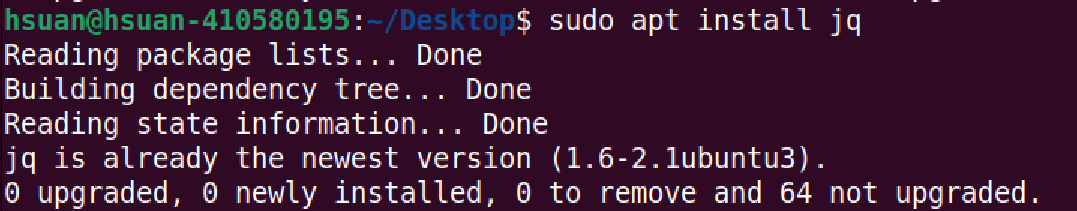 hsuan@hsuan-410580195:~/Desktop$ sudo apt install jq
Reading package lists... Done
Building dependency tree... Done
Reading state information... Done
jq is already the newest version (1.6-2.1ubuntu3).
0 upgraded, 0 newly installed, 0 to remove and 64 not upgraded.